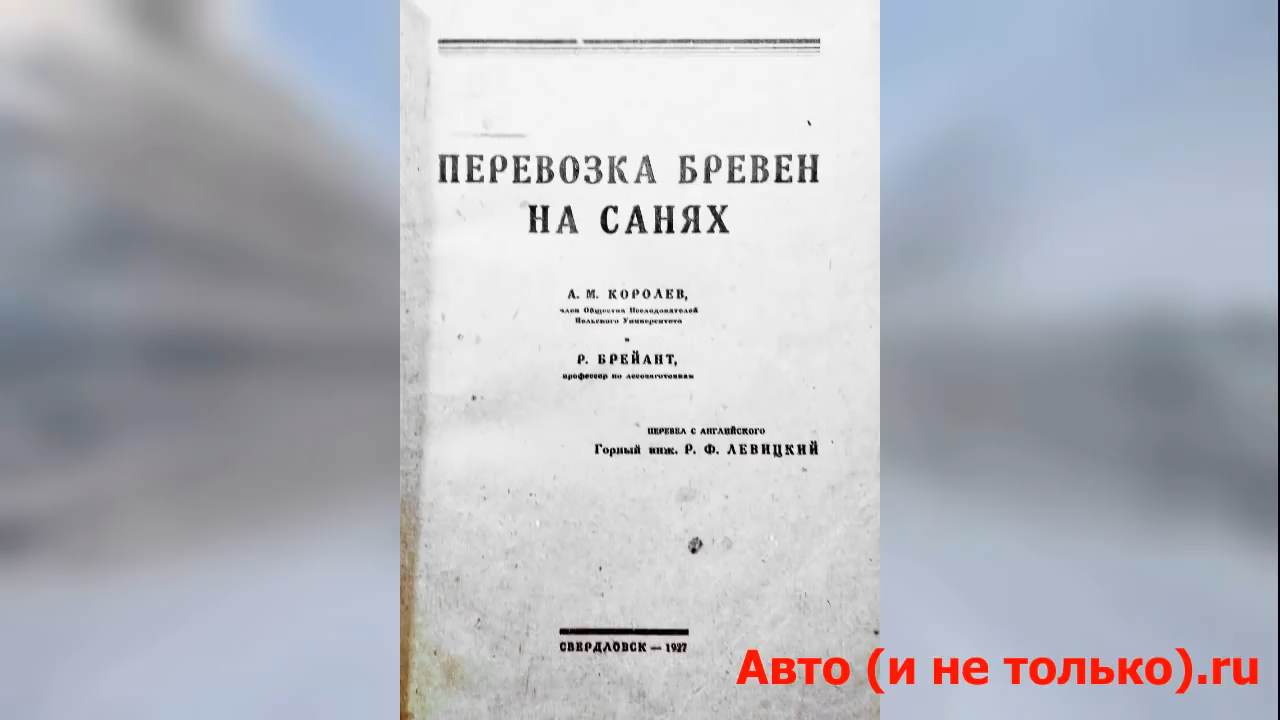 ПЕРЕВОЗКА БРЕВЕН
НА САНЯХ
А. М. КОРОЛЕВ,
член Общества Исследователей
Иельского Университета
и
Р. БРЕЙАНТ,
профессор по лесозаготовкам
ПЕРЕВЕЛ С АНГЛИЙСКОГО
Горный инж. Р. Ф. ЛЕВИЦКИЙ
СВЕРДЛОВСК — 1927
Авто (и не только).ru